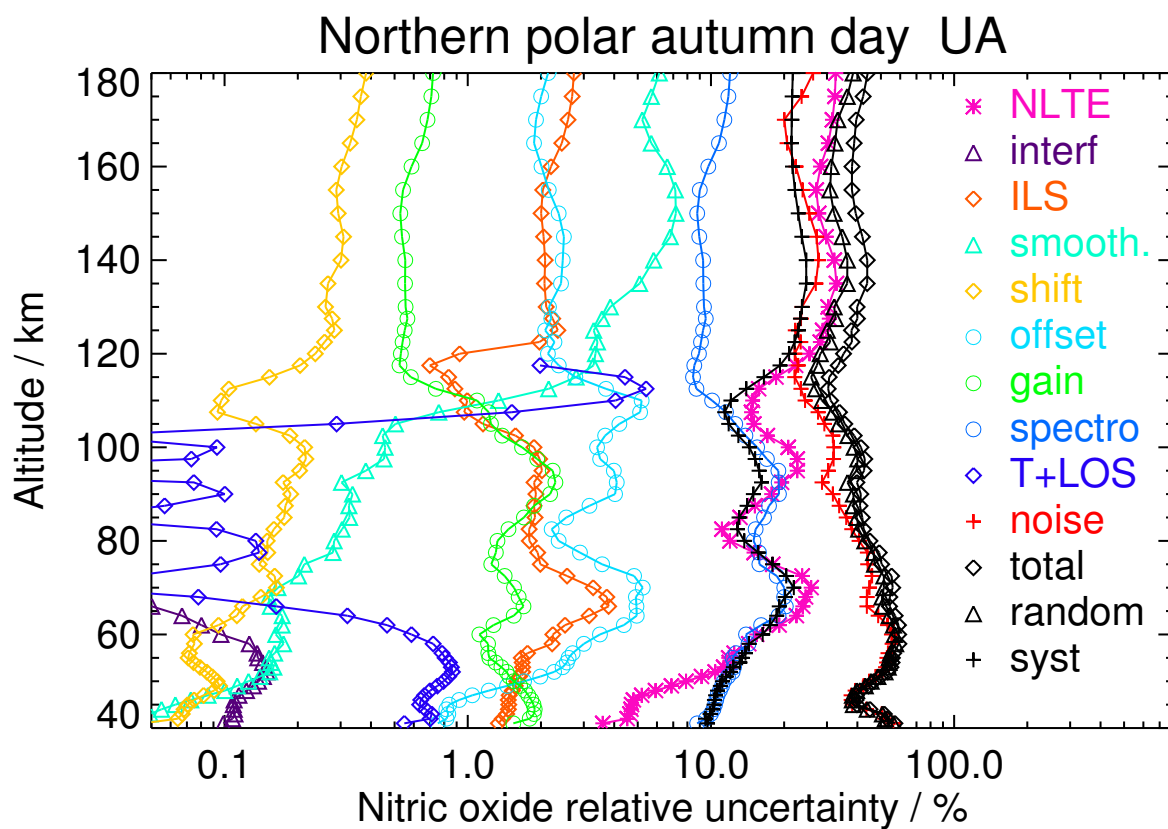 Northern polar autumn day UA
Altitude / km
180
160
140
120
100
80
60
40
NLTE
interf
ILS
smooth.
shift
offset
gain
spectro
T+LOS
noise
total
random
syst
0.1
1.0
10.0
100.0
Nitric oxide relative uncertainty / %